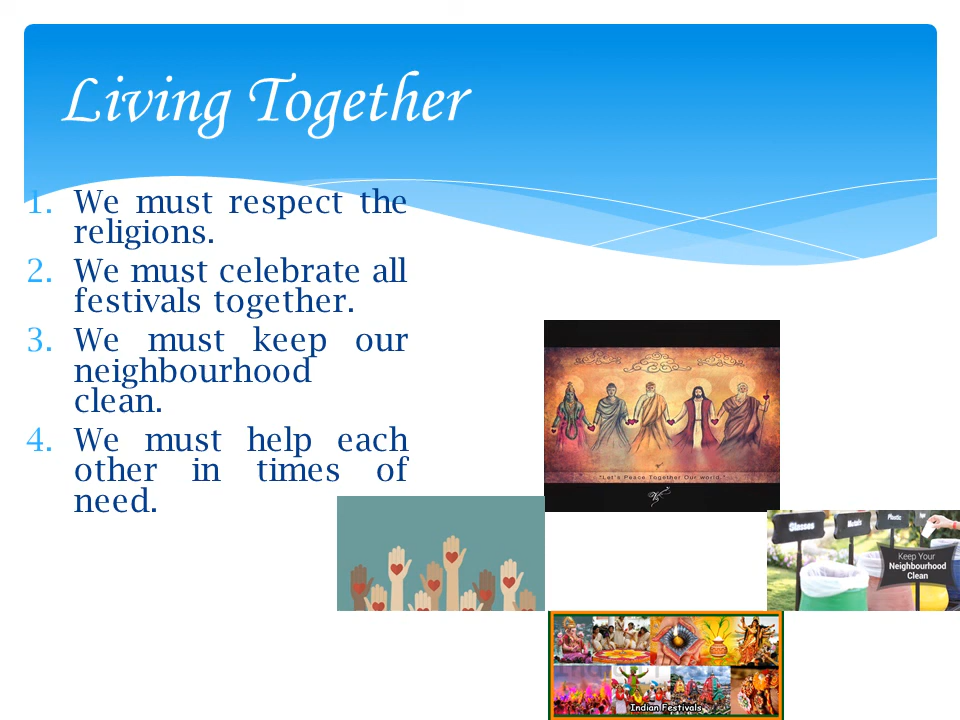 Living Together
1. We must respect the
religions.
2. We must celebrate all
festivals together.
3. We must keep our
neighbourhood
clean.
4. We must help each
other in times of
need.
"Let's Peace Together Our world."
Glasses
Metals
Plastic
Keep Your
Neighbourhood
Clean
Indian Festivals